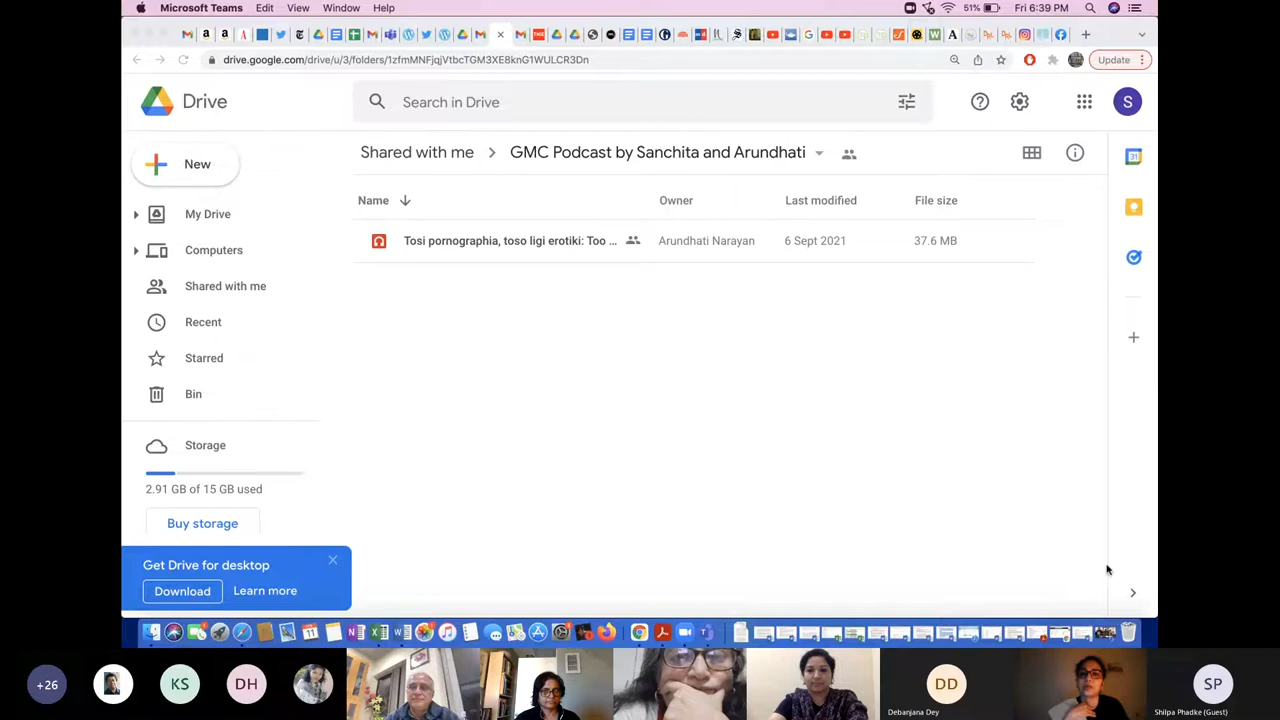 Microsoft Teams Edit View Window Help
51% Fri 6:39 PM
drive.google.com/drive/u/3/folders/1zfmMNFjqjVtbcTGM3XE8knG1WULCR3Dn
Update
Drive
Search in Drive
S
New
Shared with me > GMC Podcast by Sanchita and Arundhati
Name Owner Last modified File size
Tosi pornographia, toso ligi erotiki: Too ... Arundhati Narayan 6 Sept 2021 37.6 MB
My Drive
Computers
Shared with me
Recent
Starred
Bin
Storage
2.91 GB of 15 GB used
Buy storage
Get Drive for desktop
Download Learn more
+26 KS DH DD SP
Debanjana Dey Shilpa Phadke (Guest)